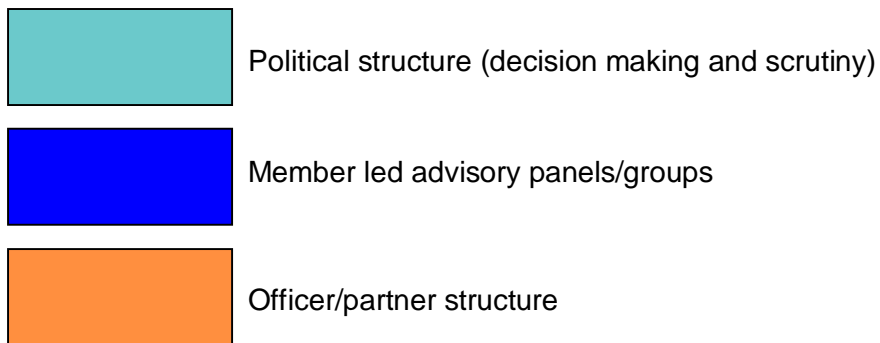 Political structure (decision making and scrutiny)
Member led advisory panels/groups
Officer/partner structure